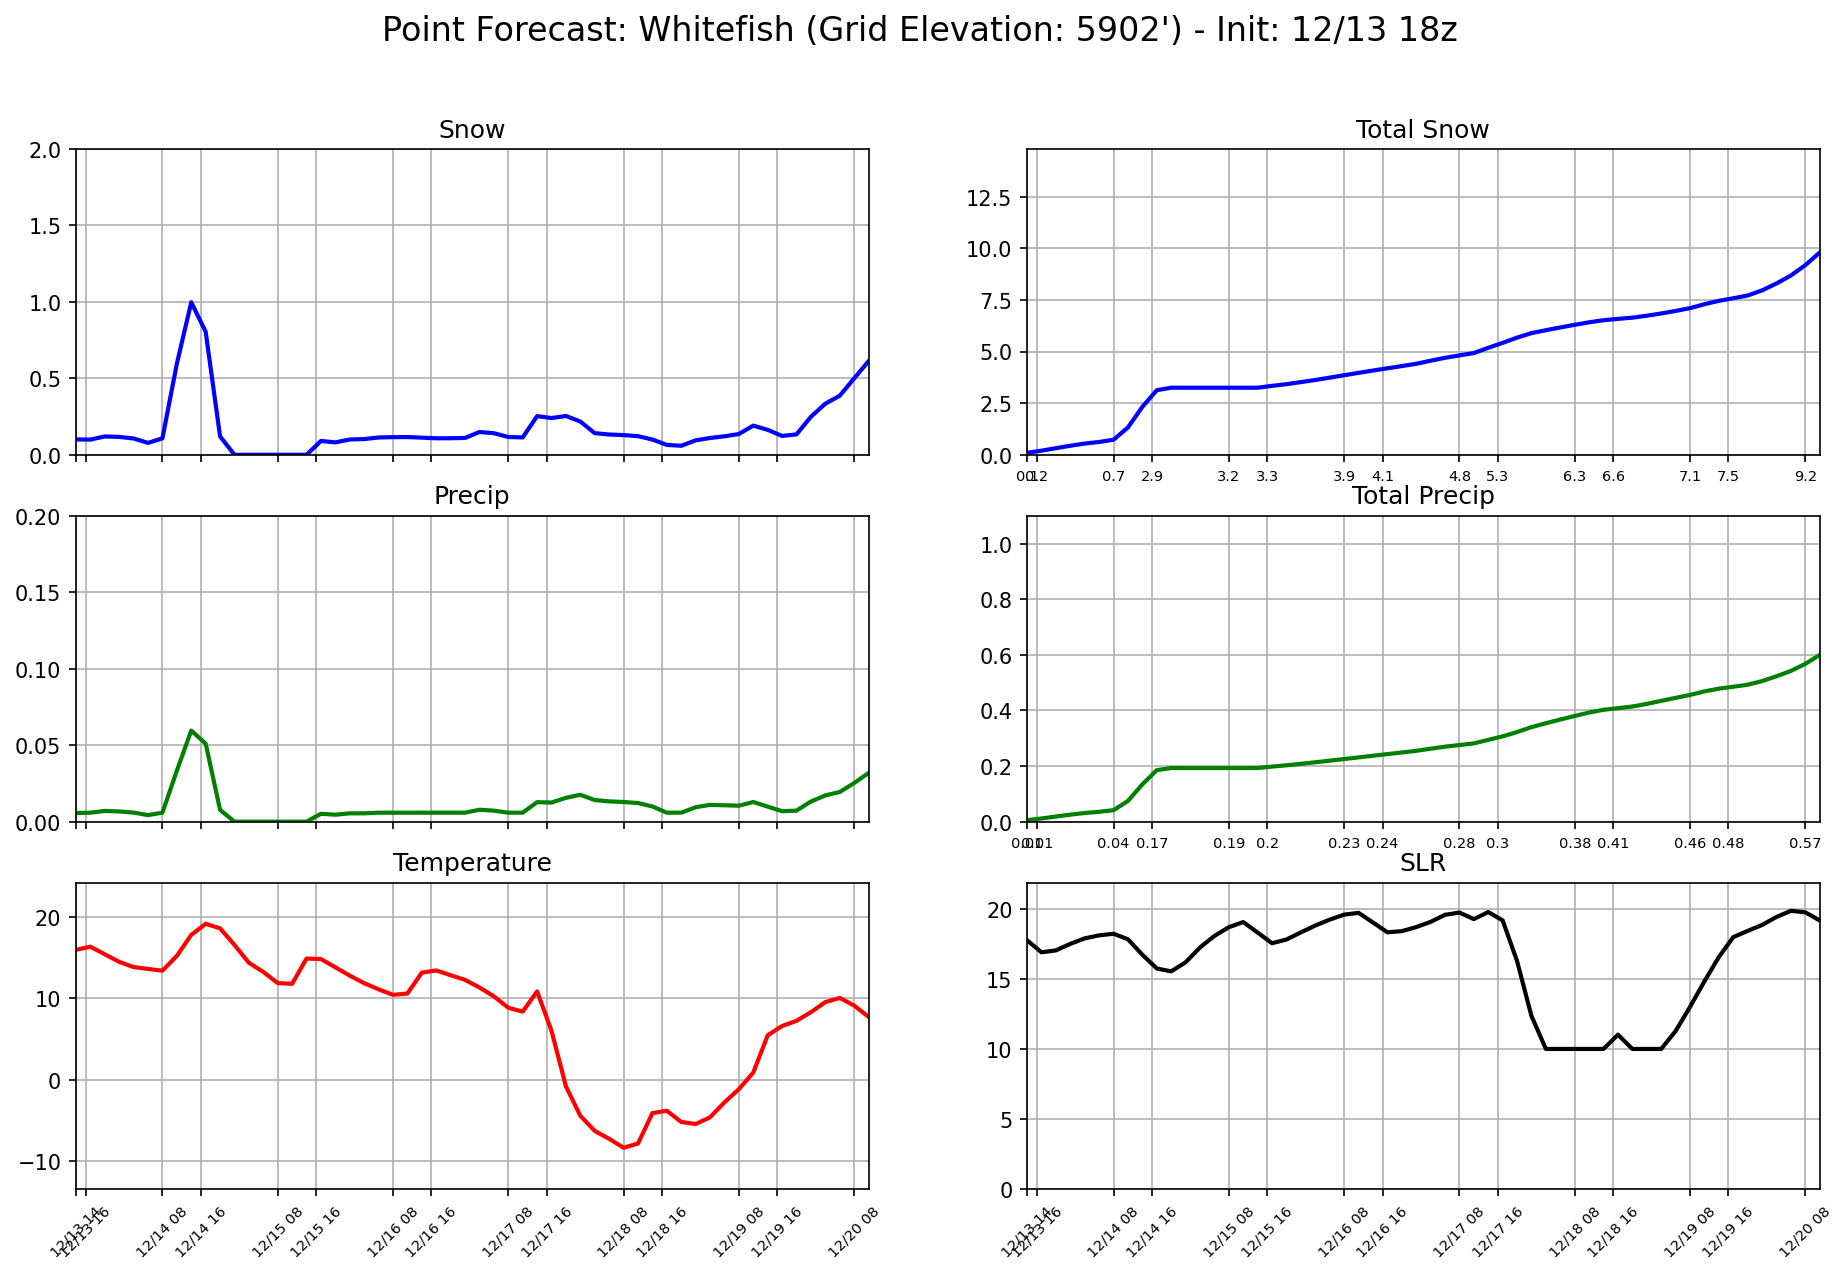 Point Forecast: Whitefish (Grid Elevation: 5902') - Init: 12/13 18z
Snow
2.0
1.5
1.0
0.5
0.0
Total Snow
12.5
10.0
7.5
5.0
2.5
0.0
0.2 0.7 2.9 3.2 3.3 3.9 4.1 4.8 5.3 6.3 6.6 7.1 7.5 9.2
Precip
0.20
0.15
0.10
0.05
0.00
Total Precip
1.0
0.8
0.6
0.4
0.2
0.0
0.01 0.04 0.17 0.19 0.2 0.23 0.24 0.28 0.3 0.38 0.41 0.46 0.48 0.57
Temperature
20
10
0
−10
12/13 16 12/14 08 12/14 16 12/15 08 12/15 16 12/16 08 12/16 16 12/17 08 12/17 16 12/18 08 12/18 16 12/19 08 12/19 16 12/20 08
SLR
20
15
10
5
0
12/13 16 12/14 08 12/14 16 12/15 08 12/15 16 12/16 08 12/16 16 12/17 08 12/17 16 12/18 08 12/18 16 12/19 08 12/19 16 12/20 08